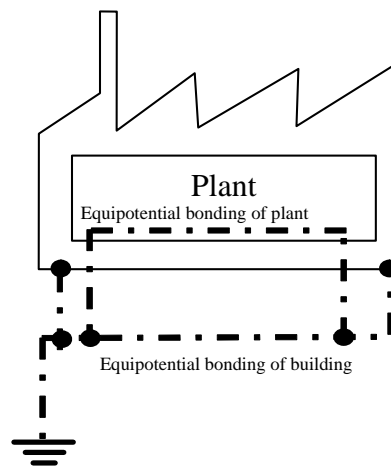 Plant
Equipotential bonding of plant
Equipotential bonding of building